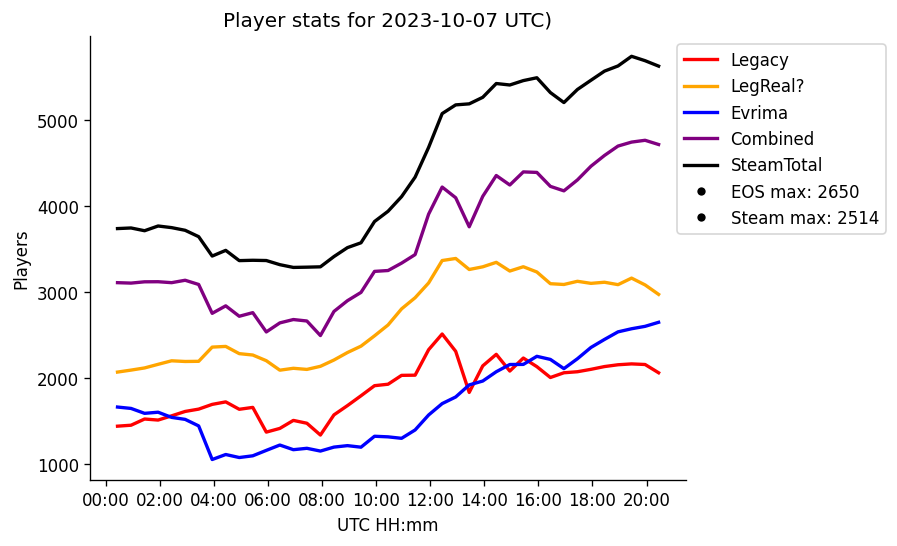 Player stats for 2023-10-07 UTC)
Legacy
LegReal?
Evrima
Combined
SteamTotal
EOS max: 2650
Steam max: 2514
Players
5000
4000
3000
2000
1000
00:00 02:00 04:00 06:00 08:00 10:00 12:00 14:00 16:00 18:00 20:00
UTC HH:mm